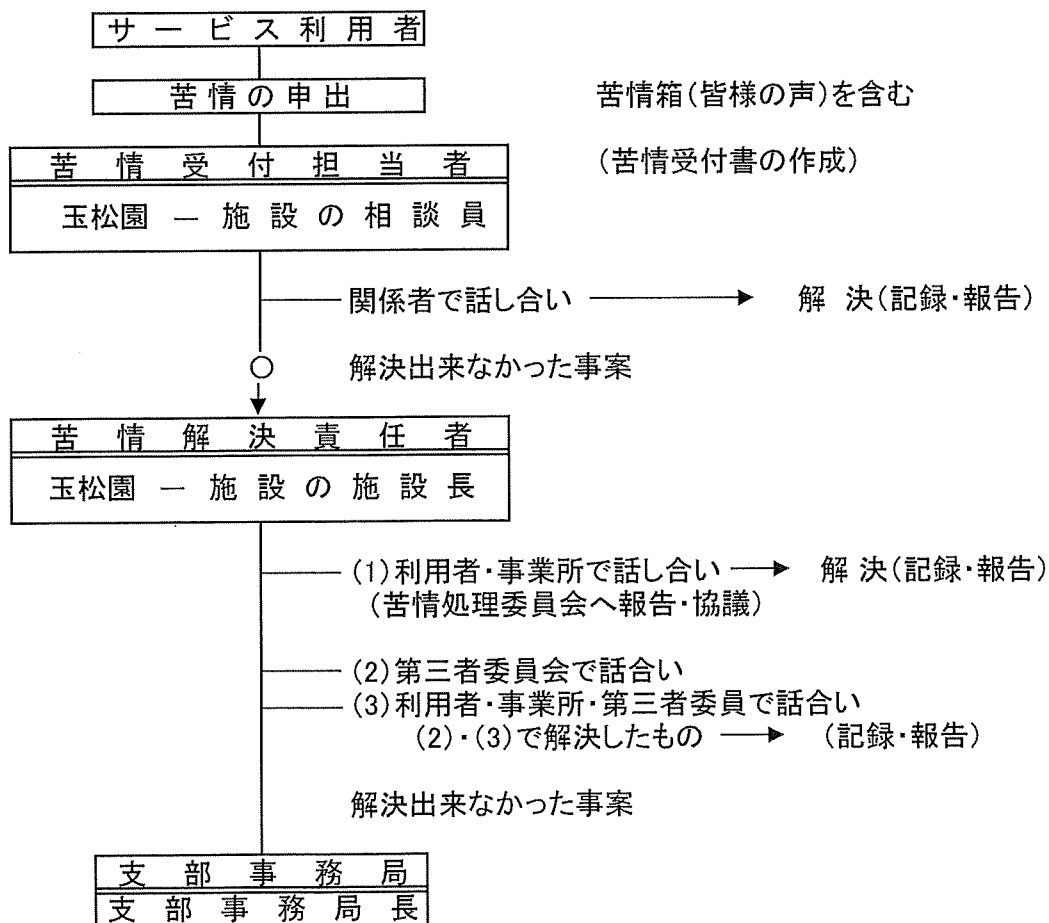 サービス利用者
苦情の申出
苦情箱(皆様の声)を含む
苦情受付担当者
(苦情受付書の作成)
玉松園 ― 施設の相談員
関係者で話し合い
解 決(記録・報告)
解決出来なかった事案
苦情解決責任者
玉松園 ― 施設の施設長
(1)利用者・事業所で話し合い
解 決(記録・報告)
(苦情処理委員会へ報告・協議)
(2)第三者委員会で話合い
(3)利用者・事業所・第三者委員で話合い
(2)・(3)で解決したもの
(記録・報告)
解決出来なかった事案
支部事務局
支部事務局長